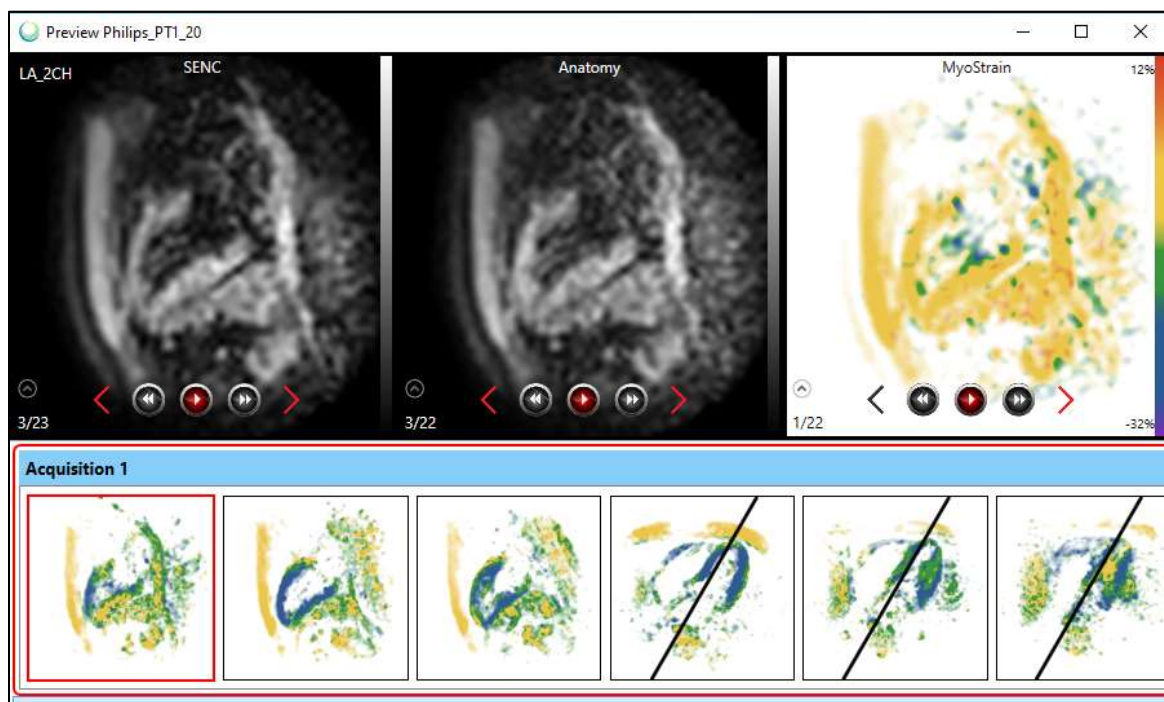 Preview Philips_PT1_20
LA_2CH
SENC
Anatomy
MyoStrain
12%
3/23
3/22
1/22
-32%
Acquisition 1